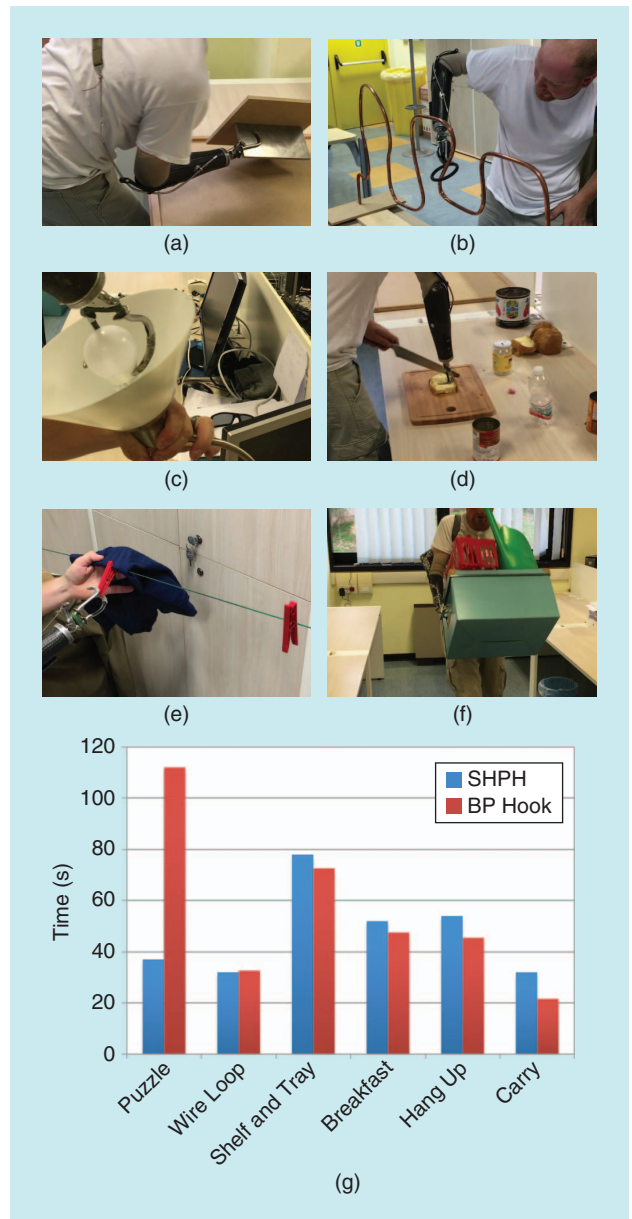 (a)
(b)
(c)
(d)
(e)
(f)
120
100
80
60
40
20
0
Time (s)
SHPH
BP Hook
Puzzle
Wire Loop
Shelf and Tray
Breakfast
Hang Up
Carry
(g)